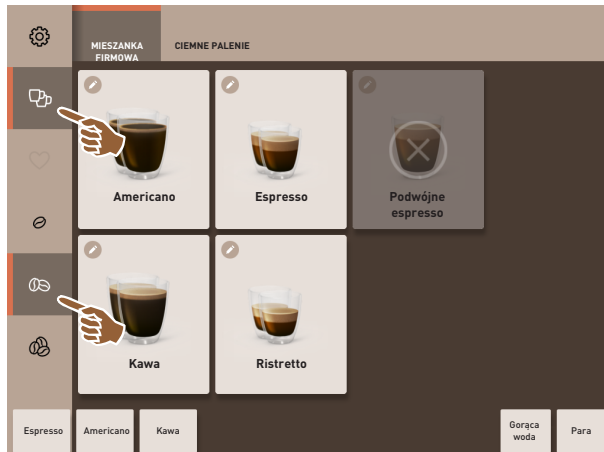 MIESZANKA
FIRMOWA
CIEMNE PALENIE
Americano
Espresso
Podwójne
espresso
Kawa
Ristretto
Espresso
Americano
Kawa
Gorąca
woda
Para